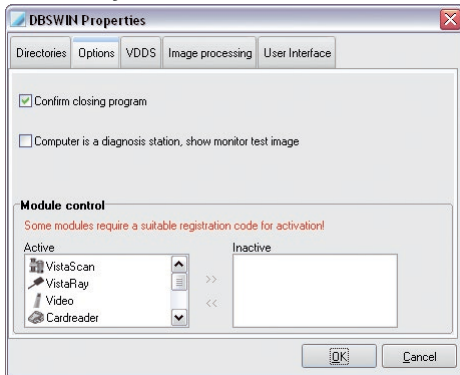 DBSWIN Properties
Directories Options VDDS Image processing User Interface
Confirm closing program
Computer is a diagnosis station, show monitor test image
Module control
Some modules require a suitable registration code for activation!
Active Inactive
VistaScan
VistaRay >>
Video
Cardreader <<
OK Cancel